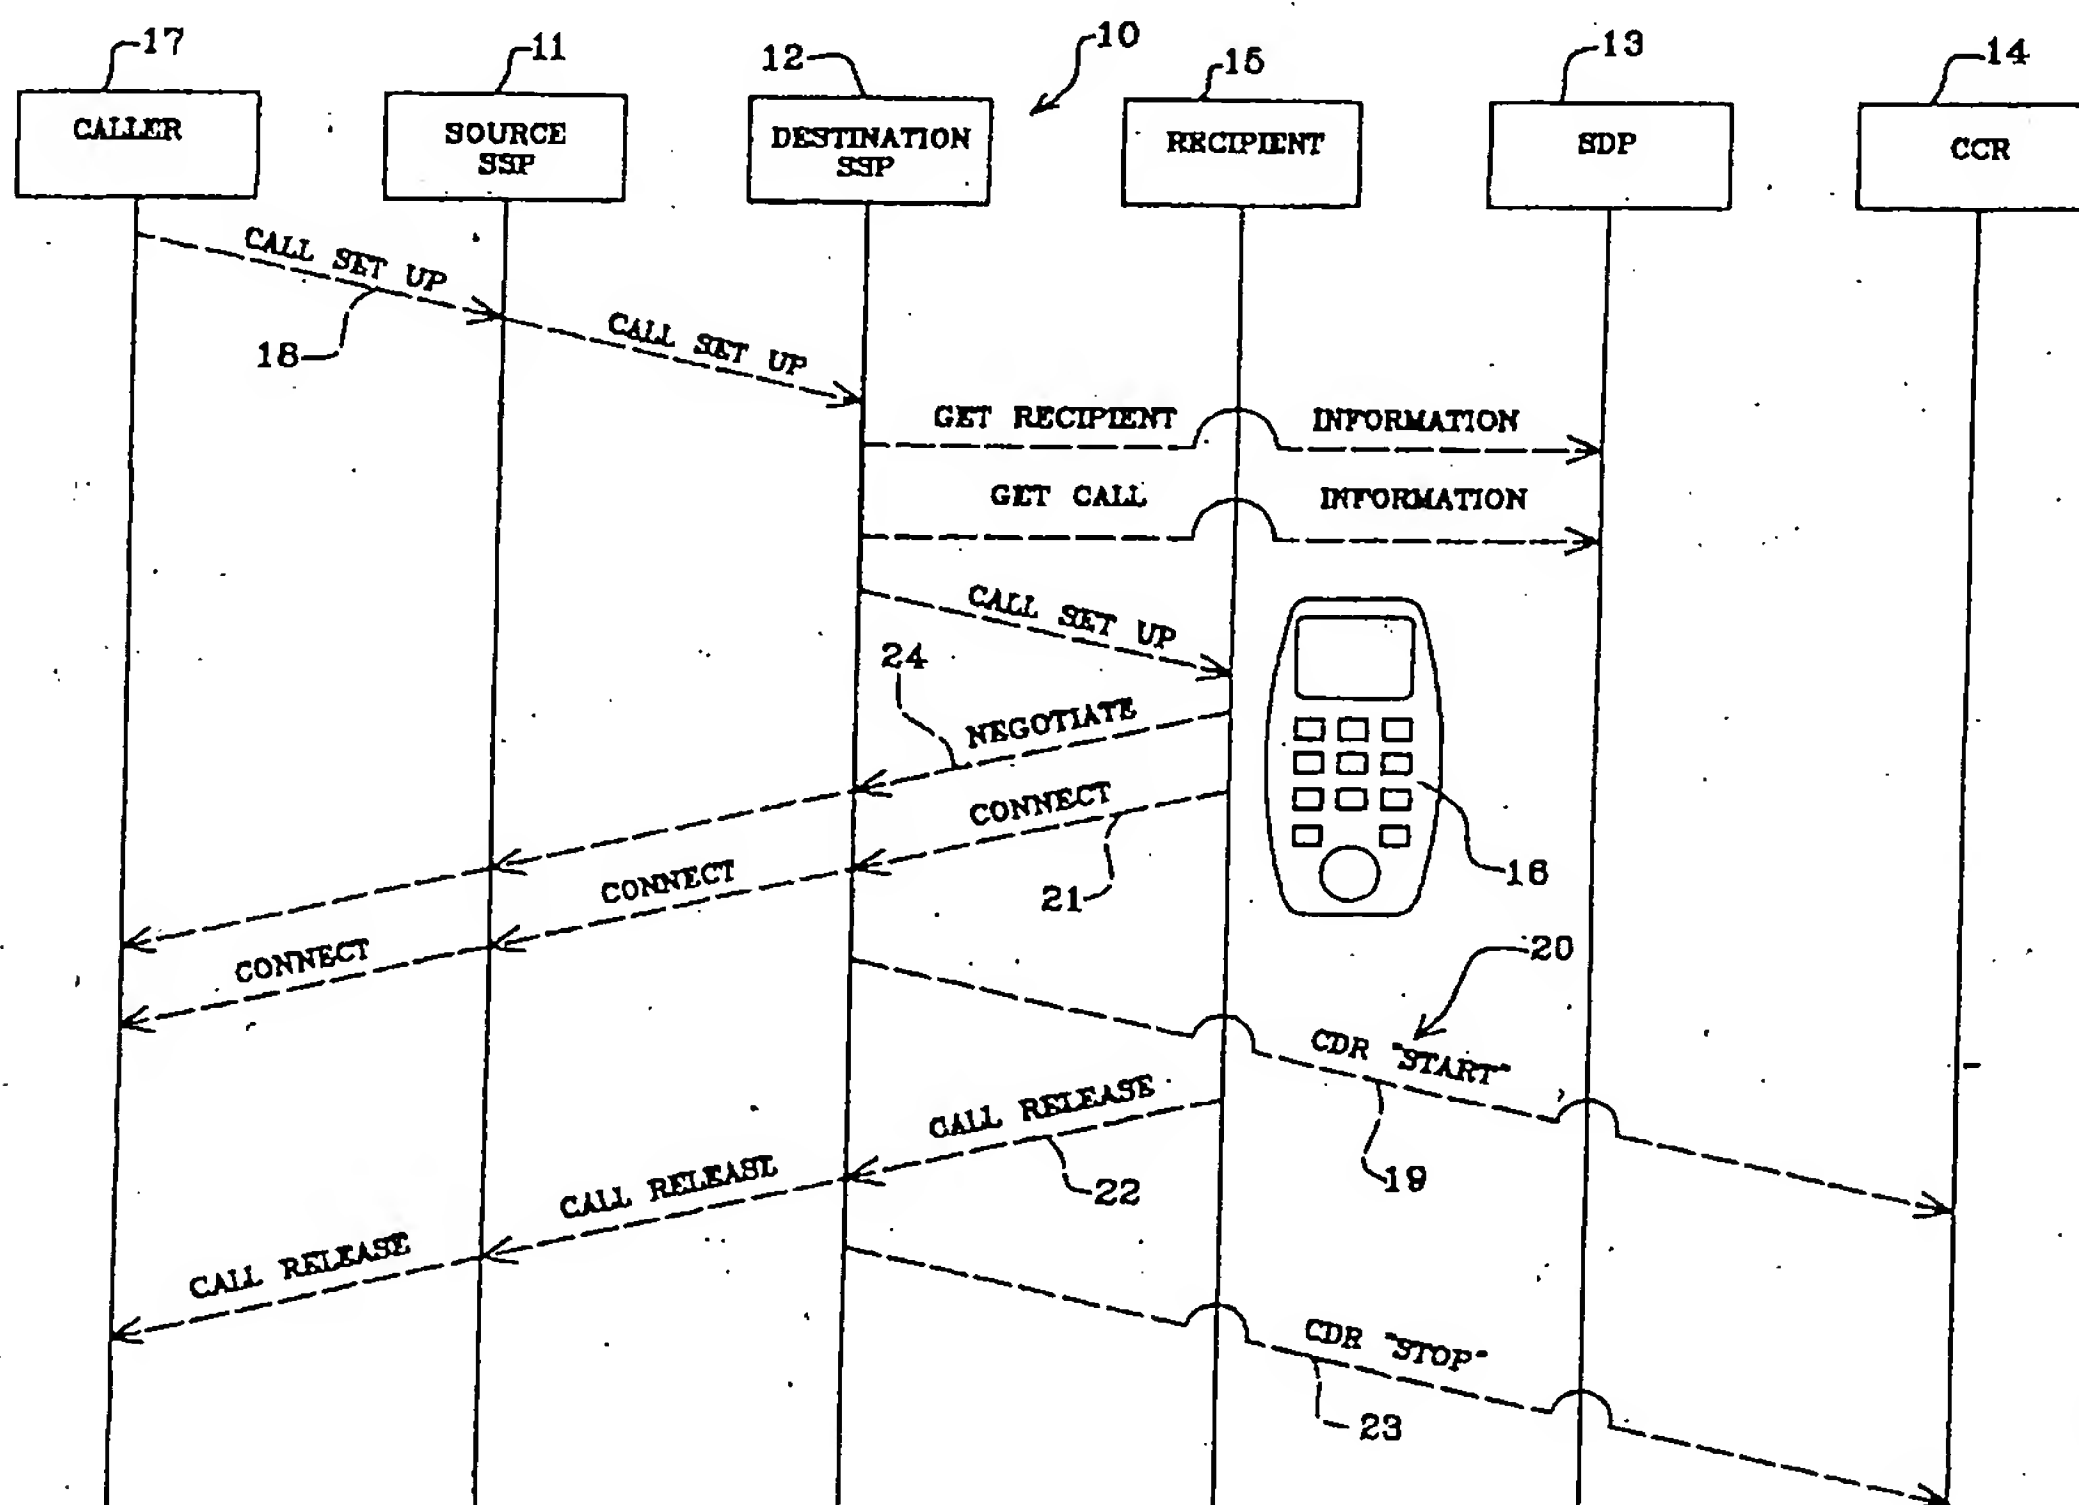 17
11
12
10
15
13
14
CALLER
SOURCE
SSP
DESTINATION
SSP
RECIPIENT
SDP
CCR
CALL SET UP
18
CALL SET UP
GET RECIPIENT INFORMATION
GET CALL INFORMATION
CALL SET UP
24
NEGOTIATE
CONNECT
21
16
CONNECT
CONNECT
20
CDR "START"
19
CALL RELEASE
22
CALL RELEASE
CALL RELEASE
CDR "STOP"
23